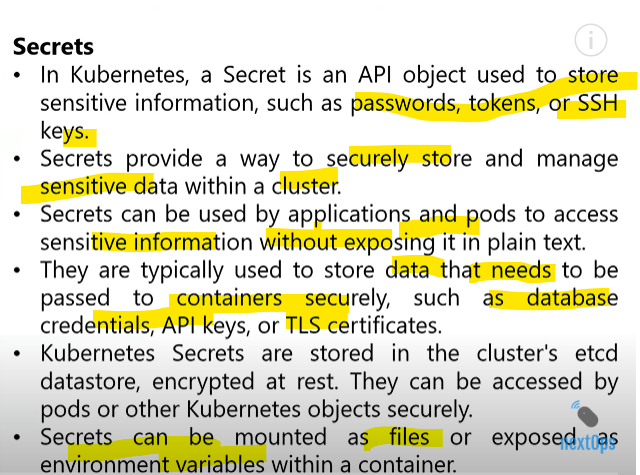 Secrets
• In Kubernetes, a Secret is an API object used to store
sensitive information, such as passwords, tokens, or SSH
keys.
• Secrets provide a way to securely store and manage
sensitive data within a cluster.
• Secrets can be used by applications and pods to access
sensitive information without exposing it in plain text.
• They are typically used to store data that needs to be
passed to containers securely, such as database
credentials, API keys, or TLS certificates.
• Kubernetes Secrets are stored in the cluster's etcd
datastore, encrypted at rest. They can be accessed by
pods or other Kubernetes objects securely.
• Secrets can be mounted as files or exposed as
environment variables within a container.
nextOps
i